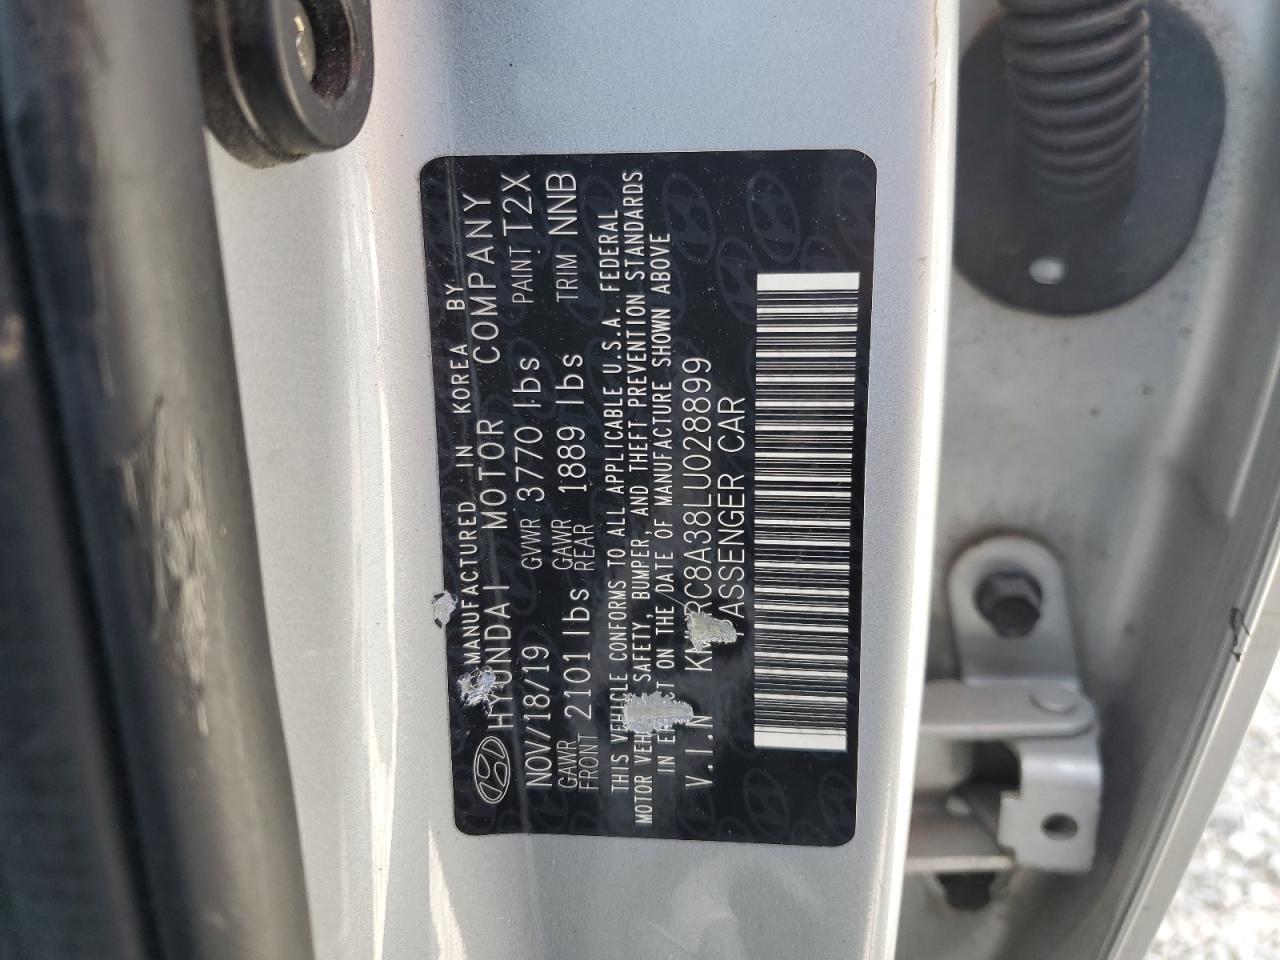 MANUFACTURED IN KOREA BY
HYUNDAI MOTOR COMPANY
NOV/18/19 GVWR 3770 lbs PAINT T2X
GAWR FRONT 2101 lbs GAWR REAR 1889 lbs TRIM NNB
THIS VEHICLE CONFORMS TO ALL APPLICABLE U.S.A. FEDERAL
MOTOR VEHICLE SAFETY, BUMPER, AND THEFT PREVENTION STANDARDS
IN EFFECT ON THE DATE OF MANUFACTURE SHOWN ABOVE
V.I.N RC8A38LU028899
PASSENGER CAR